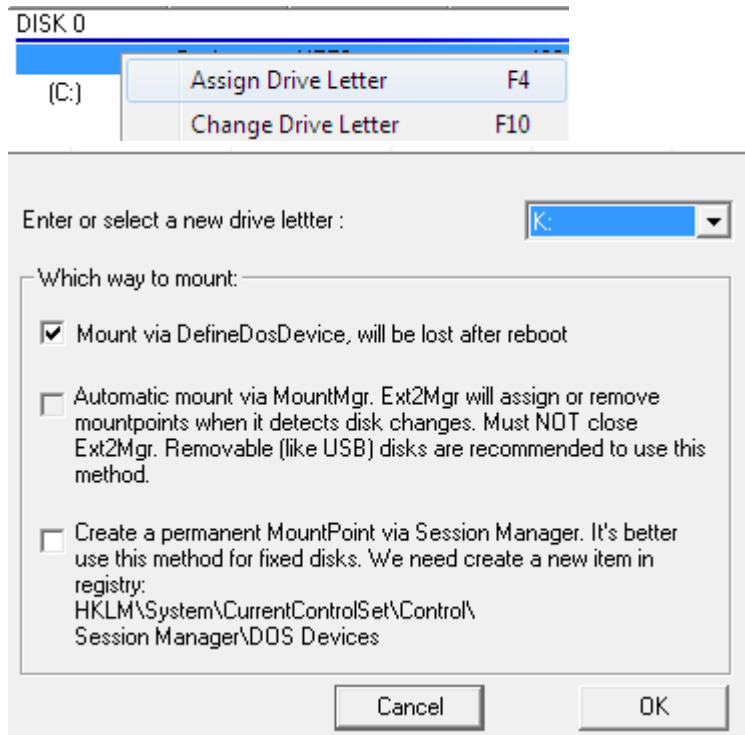 DISK 0
(C:)
Assign Drive Letter F4
Change Drive Letter F10
Enter or select a new drive lettter : K:
Which way to mount:
Mount via DefineDosDevice, will be lost after reboot
Automatic mount via MountMgr. Ext2Mgr will assign or remove
mountpoints when it detects disk changes. Must NOT close
Ext2Mgr. Removable (like USB) disks are recommended to use this
method.
Create a permanent MountPoint via Session Manager. It's better
use this method for fixed disks. We need create a new item in
registry:
HKLM\System\CurrentControlSet\Control\
Session Manager\DOS Devices
Cancel OK